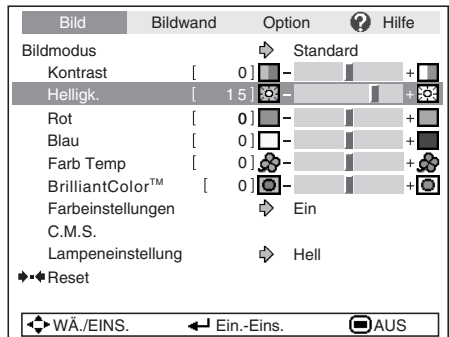 Bild Bildwand Option ? Hilfe
Bildmodus Standard
Kontrast [ 0 ] - +
Helligk. [ 15 ] - +
Rot [ 0 ] - +
Blau [ 0 ] - +
Farb Temp [ 0 ] - +
BrilliantColor™ [ 0 ] - +
Farbeinstellungen Ein
C.M.S.
Lampeneinstellung Hell
Reset
WÄ./EINS. Ein.-Eins. AUS